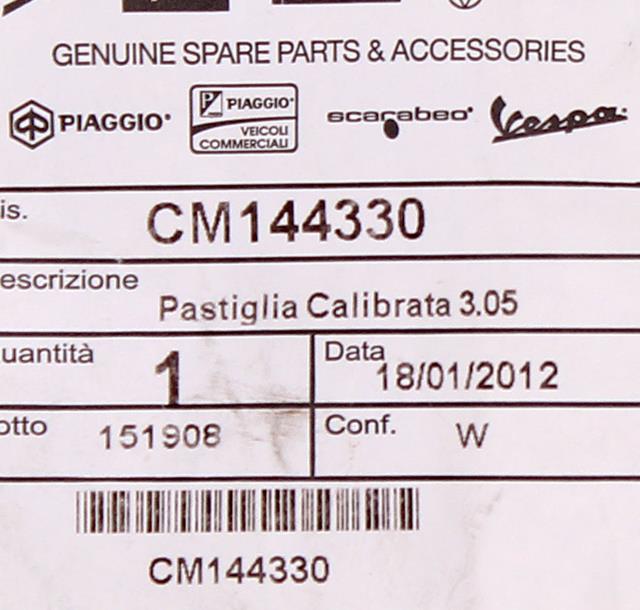 GENUINE SPARE PARTS & ACCESSORIES
PIAGGIO PIAGGIO scarabeo Vespa
VEICOLI
COMMERCIALI
is. CM144330
escrizione
Pastiglia Calibrata 3.05
uantità 1 Data 18/01/2012
otto 151908 Conf. W
CM144330